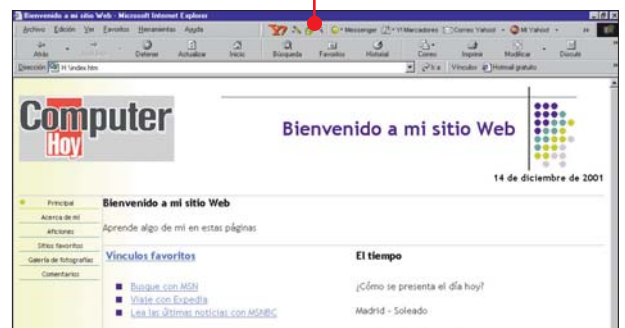 Bienvenido a mi sitio Web - Microsoft Internet Explorer
Archivo Edición Ver Favoritos Herramientas Ayuda
Messenger Mercadores Correo Yahoo! Mi Yahoo!
Atrás Detener Actualizar Inicio Búsqueda Favoritos Historial Correo Imprimir Modificar Discutir
Dirección H:\index.htm Ir a Vínculos Hotmail gratuito
Computer
Hoy
Bienvenido a mi sitio Web
14 de diciembre de 2001
Principal
Acerca de mí
Aficiones
Sitios favoritos
Galería de fotografías
Comentarios
Bienvenido a mi sitio Web
Aprende algo de mi en estas páginas
Vínculos favoritos
Busque con MSN
Viaje con Expedia
Lea las últimas noticias con MSNBC
El tiempo
¿Cómo se presenta el día hoy?
Madrid - Soleado